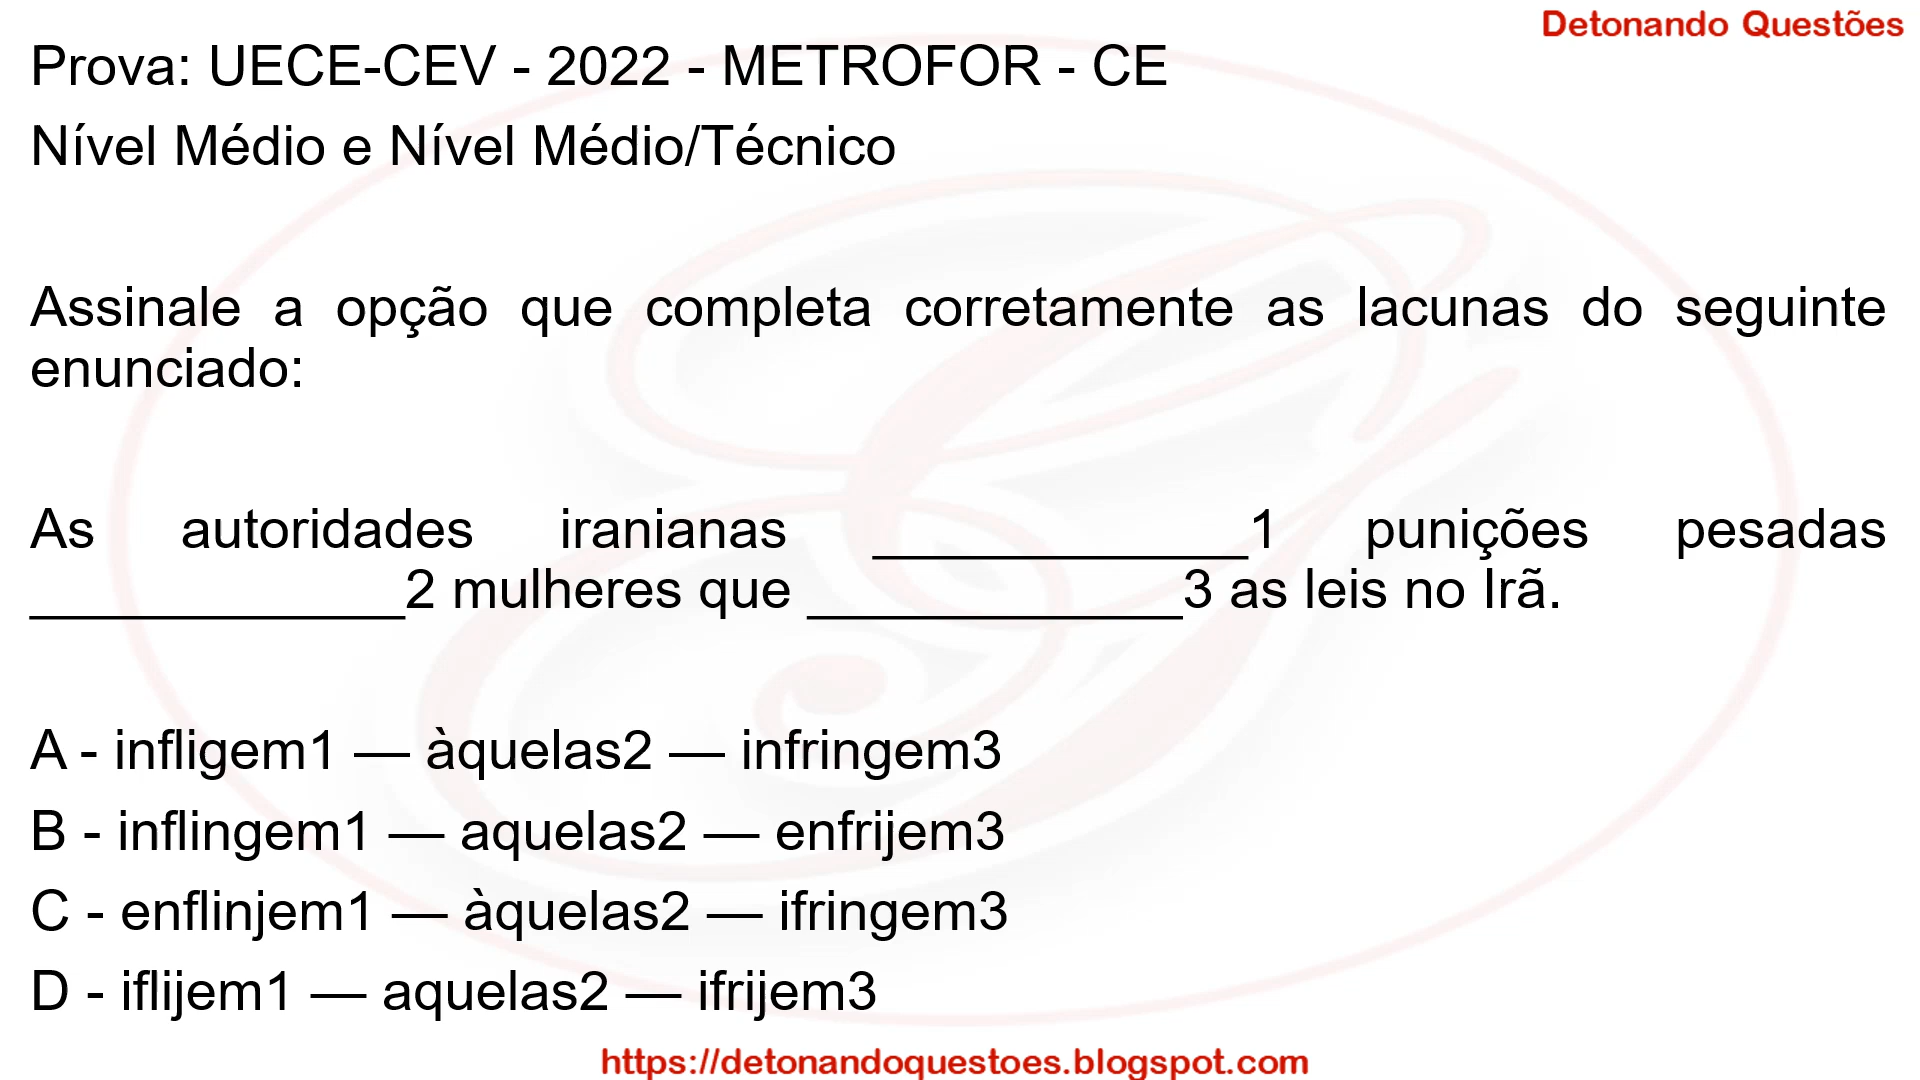 Detonando Questões
Prova: UECE-CEV - 2022 - METROFOR - CE
Nível Médio e Nível Médio/Técnico
Assinale a opção que completa corretamente as lacunas do seguinte
enunciado:
As autoridades iranianas ____________1 punições pesadas
____________2 mulheres que ____________3 as leis no Irã.
A - infligem1 — àquelas2 — infringem3
B - inflingem1 — aquelas2 — enfrijem3
C - enflinjem1 — àquelas2 — ifringem3
D - iflijem1 — aquelas2 — ifrijem3
https://detonandoquestoes.blogspot.com